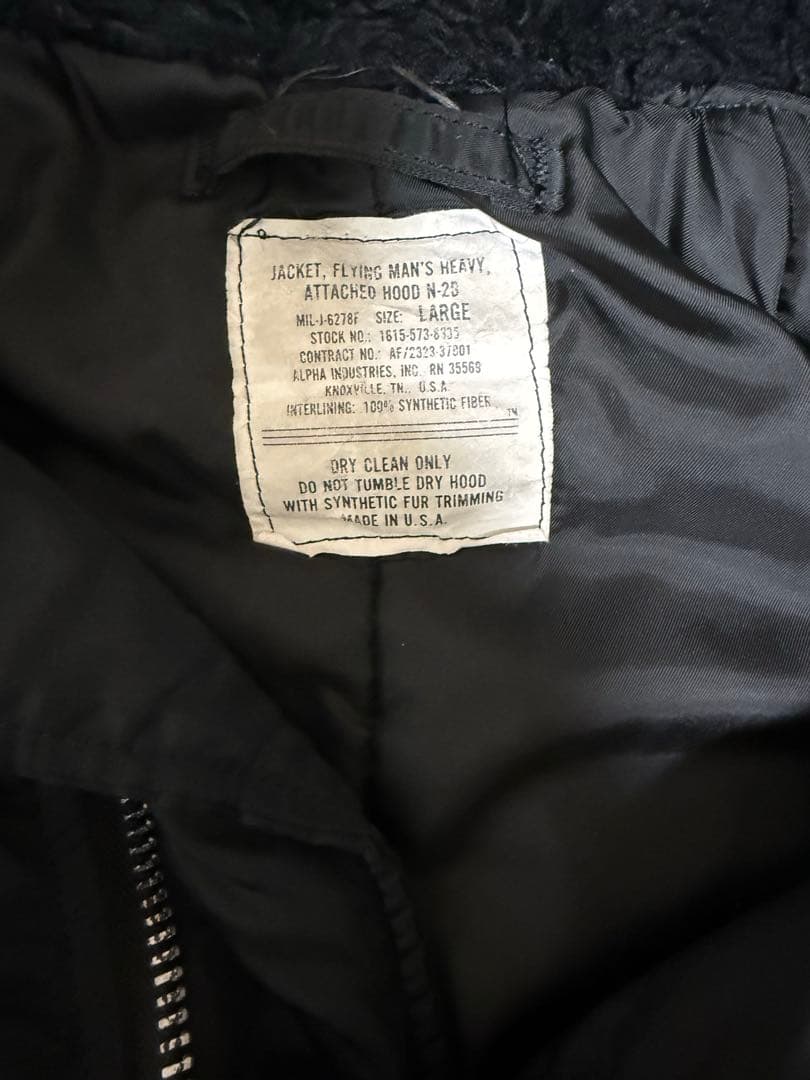 JACKET, FLYING MAN'S HEAVY,
ATTACHED HOOD N-2B
MIL-J-6278F SIZE: LARGE
STOCK NO.: 1615-573-8335
CONTRACT NO.: AF/2323-37801
ALPHA INDUSTRIES, INC. RN 35569
KNOXVILLE, TN., U.S.A.
INTERLINING: 100% SYNTHETIC FIBER
TM
DRY CLEAN ONLY
DO NOT TUMBLE DRY HOOD
WITH SYNTHETIC FUR TRIMMING
MADE IN U.S.A.